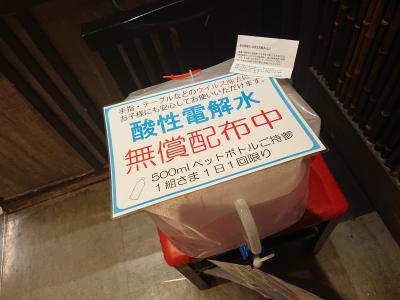 手指・テーブルなどのウイルス除去に
お子様にも安心してお使いいただけます。
酸性電解水
無償配布中
500mlペットボトルご持参
1組さま1日1回限り